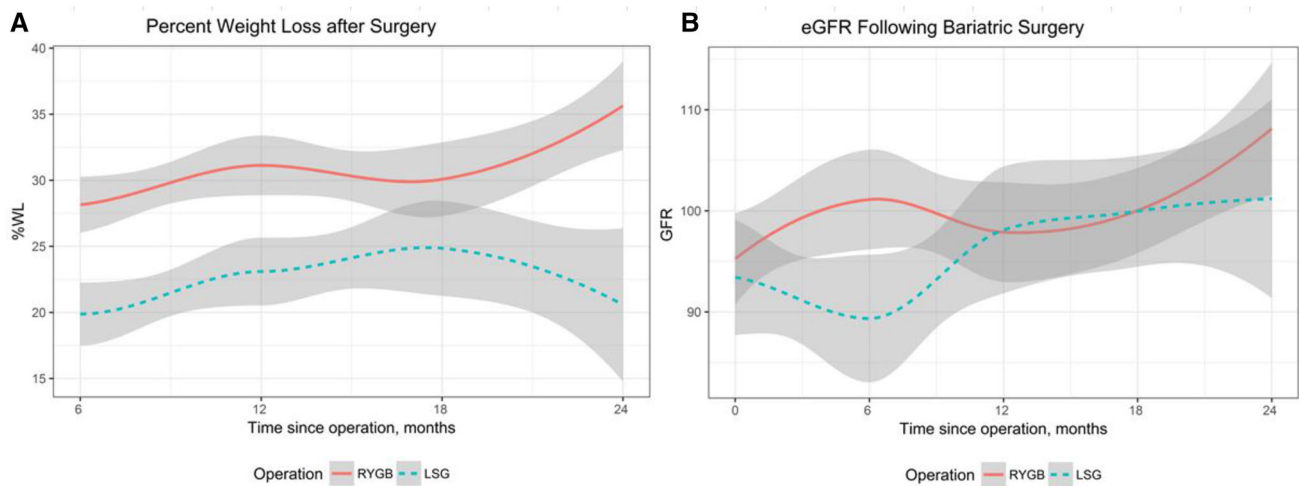 A
Percent Weight Loss after Surgery
40
35
30
25
20
15
%WL
6
12
18
24
Time since operation, months
Operation
RYGB
LSG
B
eGFR Following Bariatric Surgery
110
100
90
GFR
0
6
12
18
24
Time since operation, months
Operation
RYGB
LSG